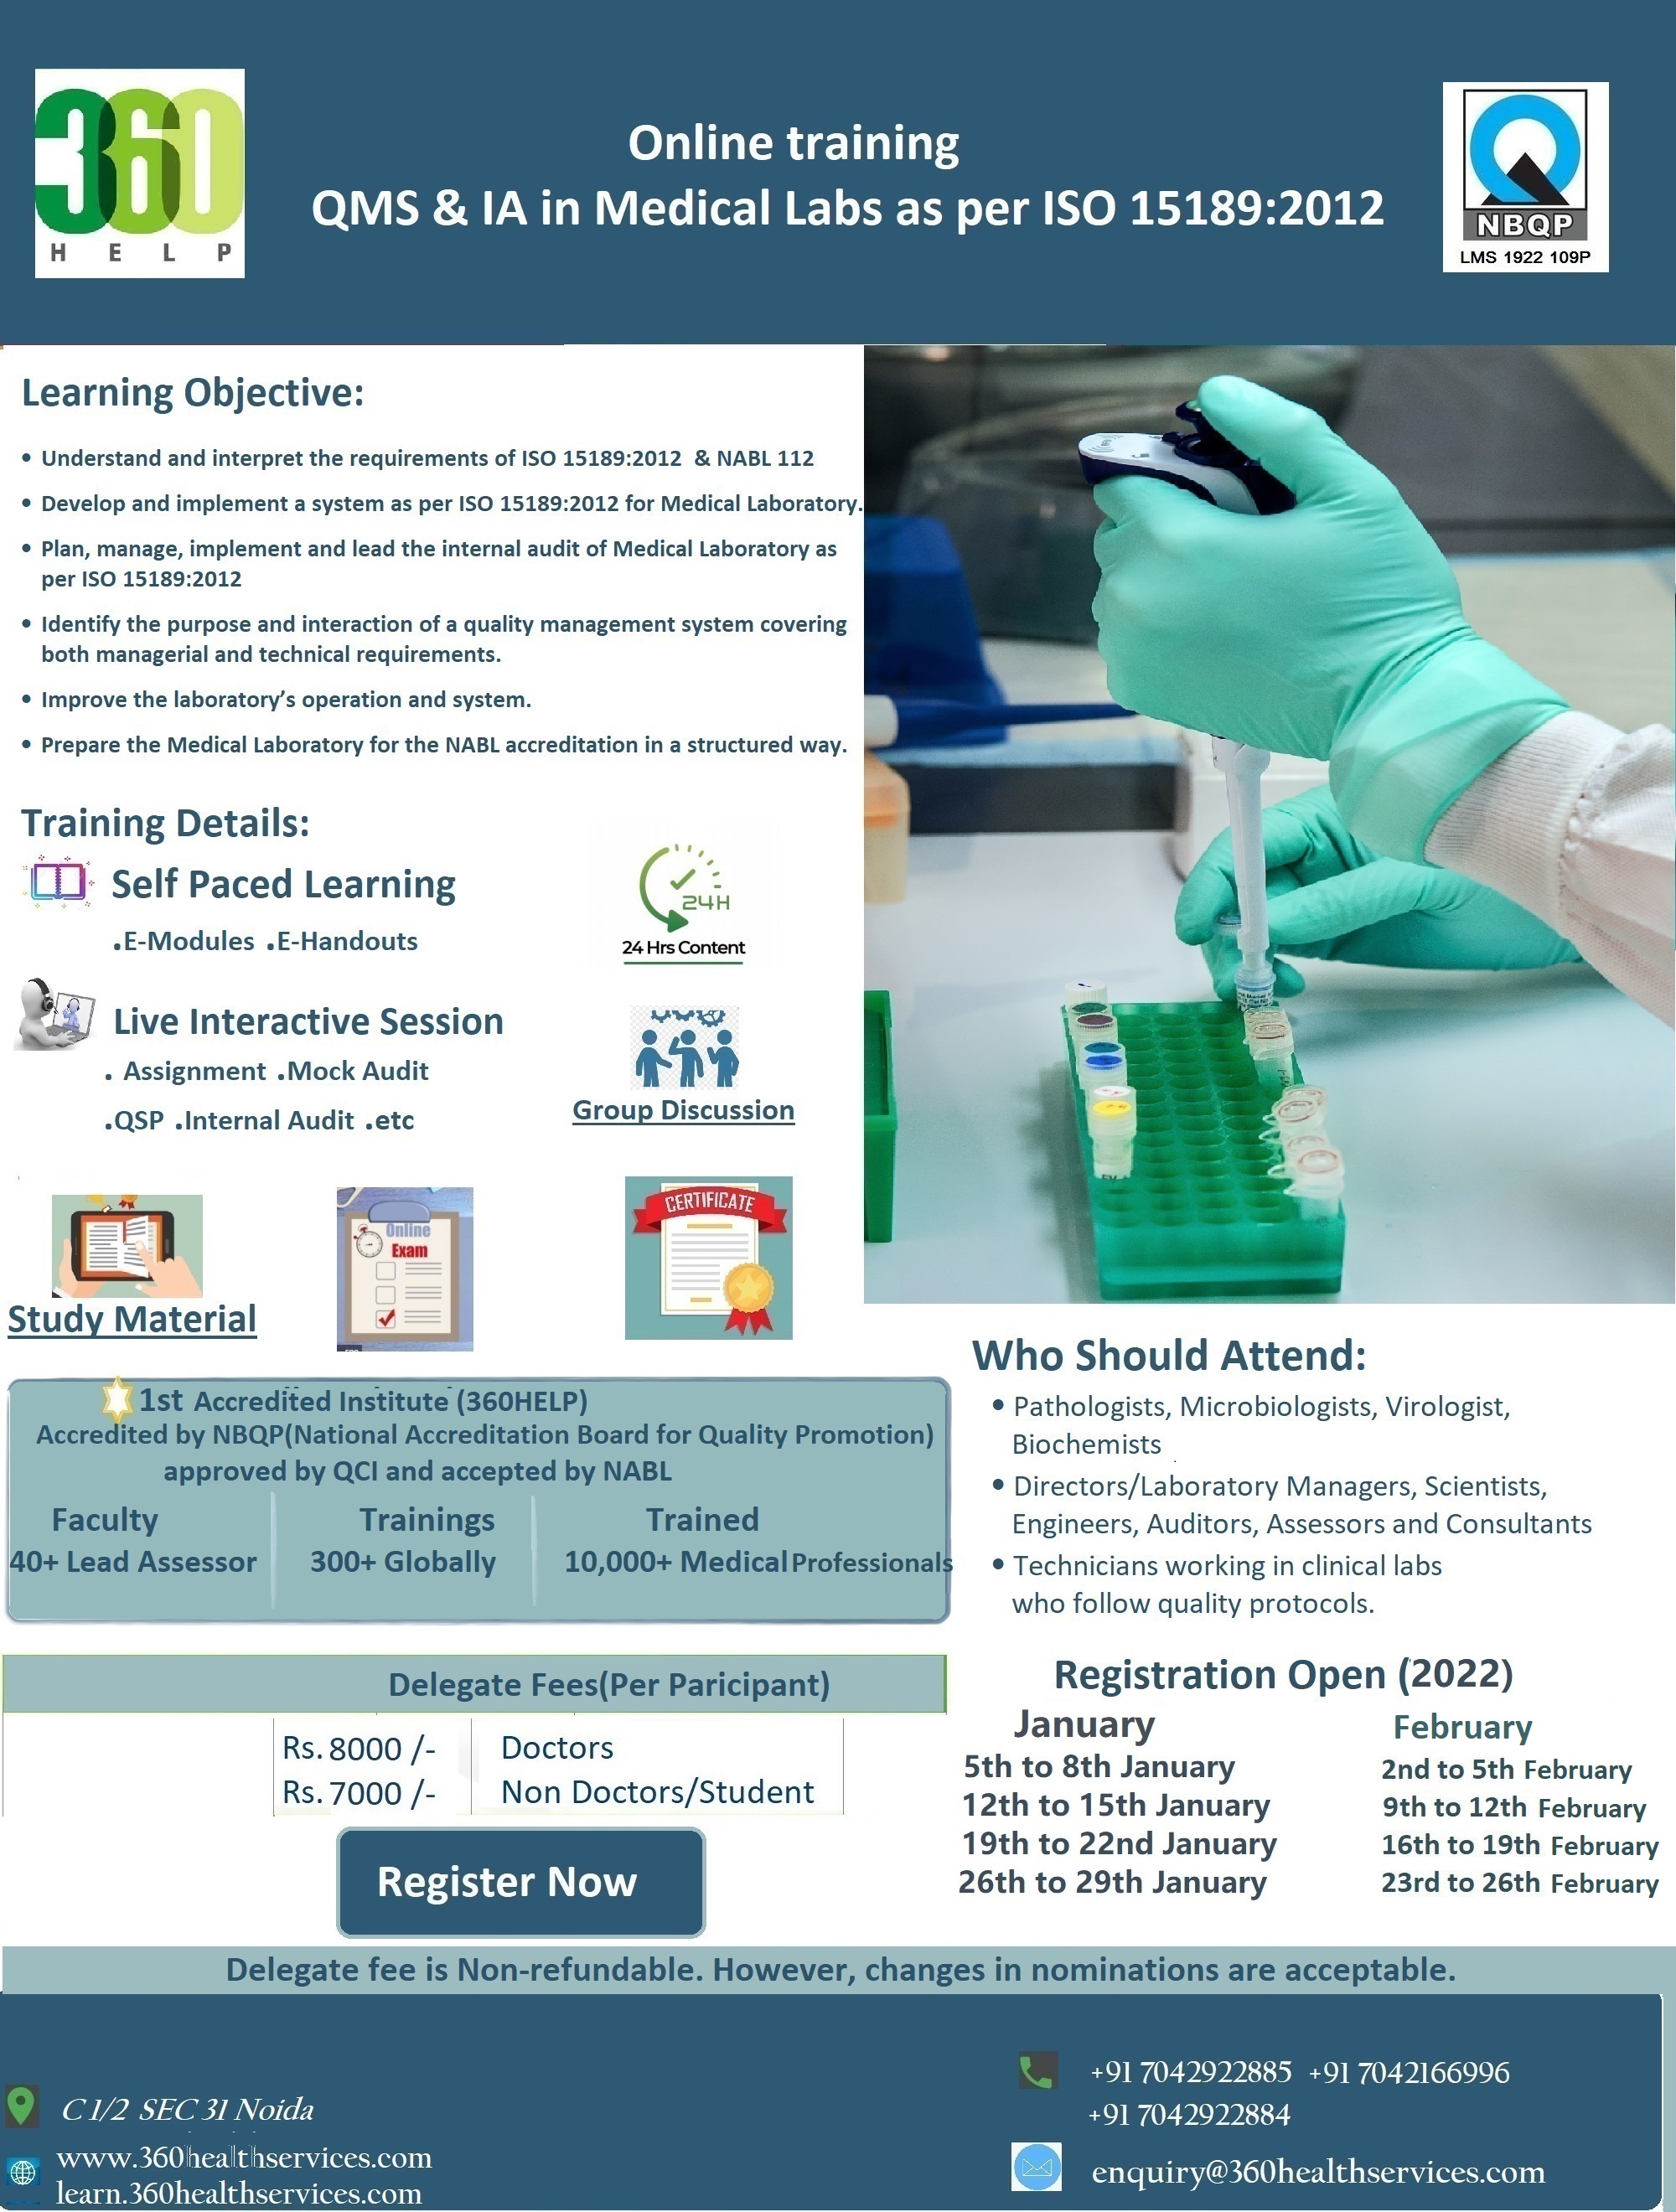 360
HELP
Online training
QMS & IA in Medical Labs as per ISO 15189:2012
NBQP
LMS 1922 109P
Learning Objective:
• Understand and interpret the requirements of ISO 15189:2012 & NABL 112
• Develop and implement a system as per ISO 15189:2012 for Medical Laboratory.
• Plan, manage, implement and lead the internal audit of Medical Laboratory as
per ISO 15189:2012
• Identify the purpose and interaction of a quality management system covering
both managerial and technical requirements.
• Improve the laboratory’s operation and system.
• Prepare the Medical Laboratory for the NABL accreditation in a structured way.
Training Details:
Self Paced Learning
.E-Modules .E-Handouts
24H
24 Hrs Content
Live Interactive Session
. Assignment .Mock Audit
.QSP .Internal Audit .etc
Group Discussion
Study Material
Online
Exam
CERTIFICATE
1st Accredited Institute (360HELP)
Accredited by NBQP(National Accreditation Board for Quality Promotion)
approved by QCI and accepted by NABL
Faculty Trainings Trained
40+ Lead Assessor 300+ Globally 10,000+ Medical Professionals
Who Should Attend:
• Pathologists, Microbiologists, Virologist,
Biochemists
• Directors/Laboratory Managers, Scientists,
Engineers, Auditors, Assessors and Consultants
• Technicians working in clinical labs
who follow quality protocols.
Delegate Fees(Per Paricipant)
Rs. 8000 /- Doctors
Rs. 7000 /- Non Doctors/Student
Register Now
Registration Open (2022)
January February
5th to 8th January 2nd to 5th February
12th to 15th January 9th to 12th February
19th to 22nd January 16th to 19th February
26th to 29th January 23rd to 26th February
Delegate fee is Non-refundable. However, changes in nominations are acceptable.
C 1/2 SEC 31 Noida
www.360healthservices.com
learn.360healthservices.com
+91 7042922885 +91 7042166996
+91 7042922884
enquiry@360healthservices.com